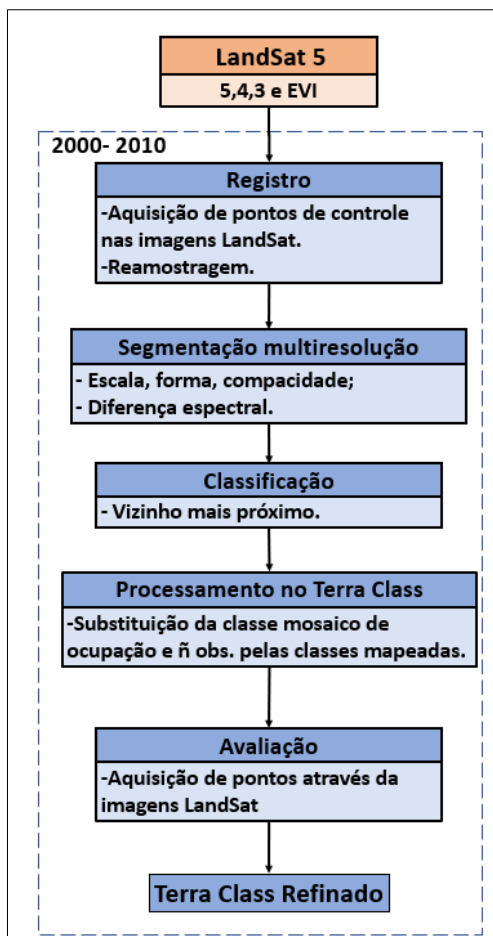 LandSat 5
5,4,3 e EVI
2000- 2010
Registro
-Aquisição de pontos de controle
nas imagens LandSat.
-Reamostragem.
Segmentação multiresolução
- Escala, forma, compacidade;
- Diferença espectral.
Classificação
- Vizinho mais próximo.
Processamento no Terra Class
-Substituição da classe mosaico de
ocupação e ñ obs. pelas classes mapeadas.
Avaliação
-Aquisição de pontos através da
imagens LandSat
Terra Class Refinado